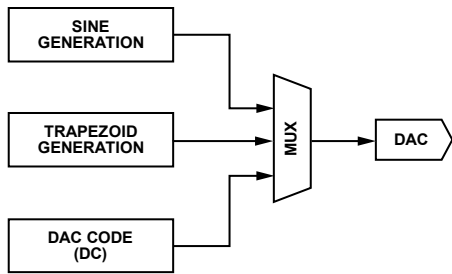 SINE
GENERATION
TRAPEZOID
GENERATION
MUX
DAC
DAC CODE
(DC)